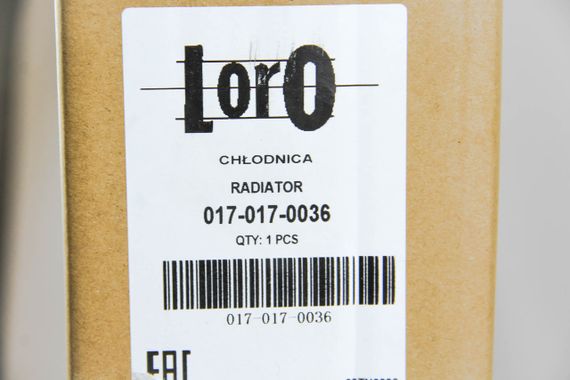 LorO
CHŁODNICA
RADIATOR
017-017-0036
QTY: 1 PCS
017-017-0036
EAC